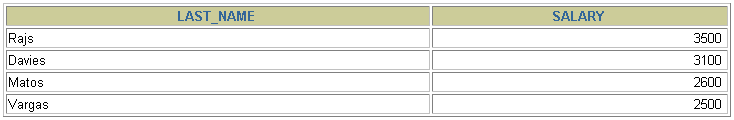 LAST_NAME SALARY
Rajs 3500
Davies 3100
Matos 2600
Vargas 2500